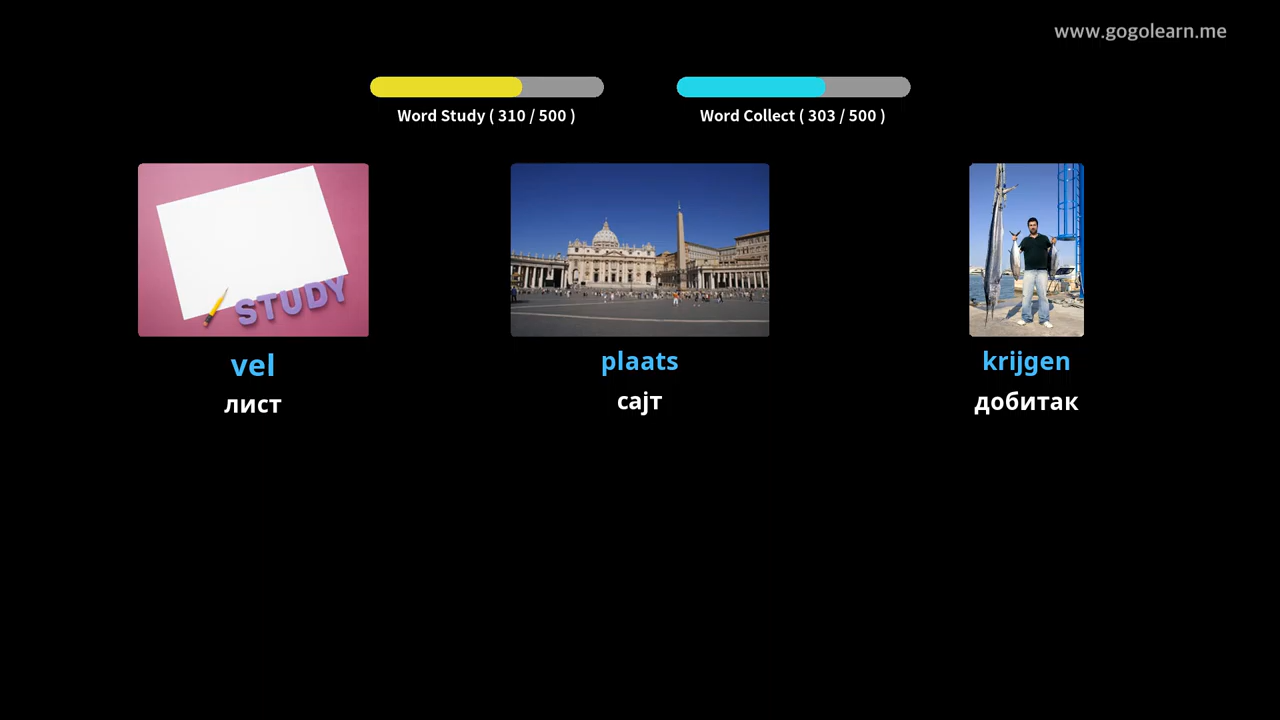 www.gogolearn.me
Word Study ( 310 / 500 )
Word Collect ( 303 / 500 )
STUDY
vel
plaats
krijgen
лист
сајт
добитак